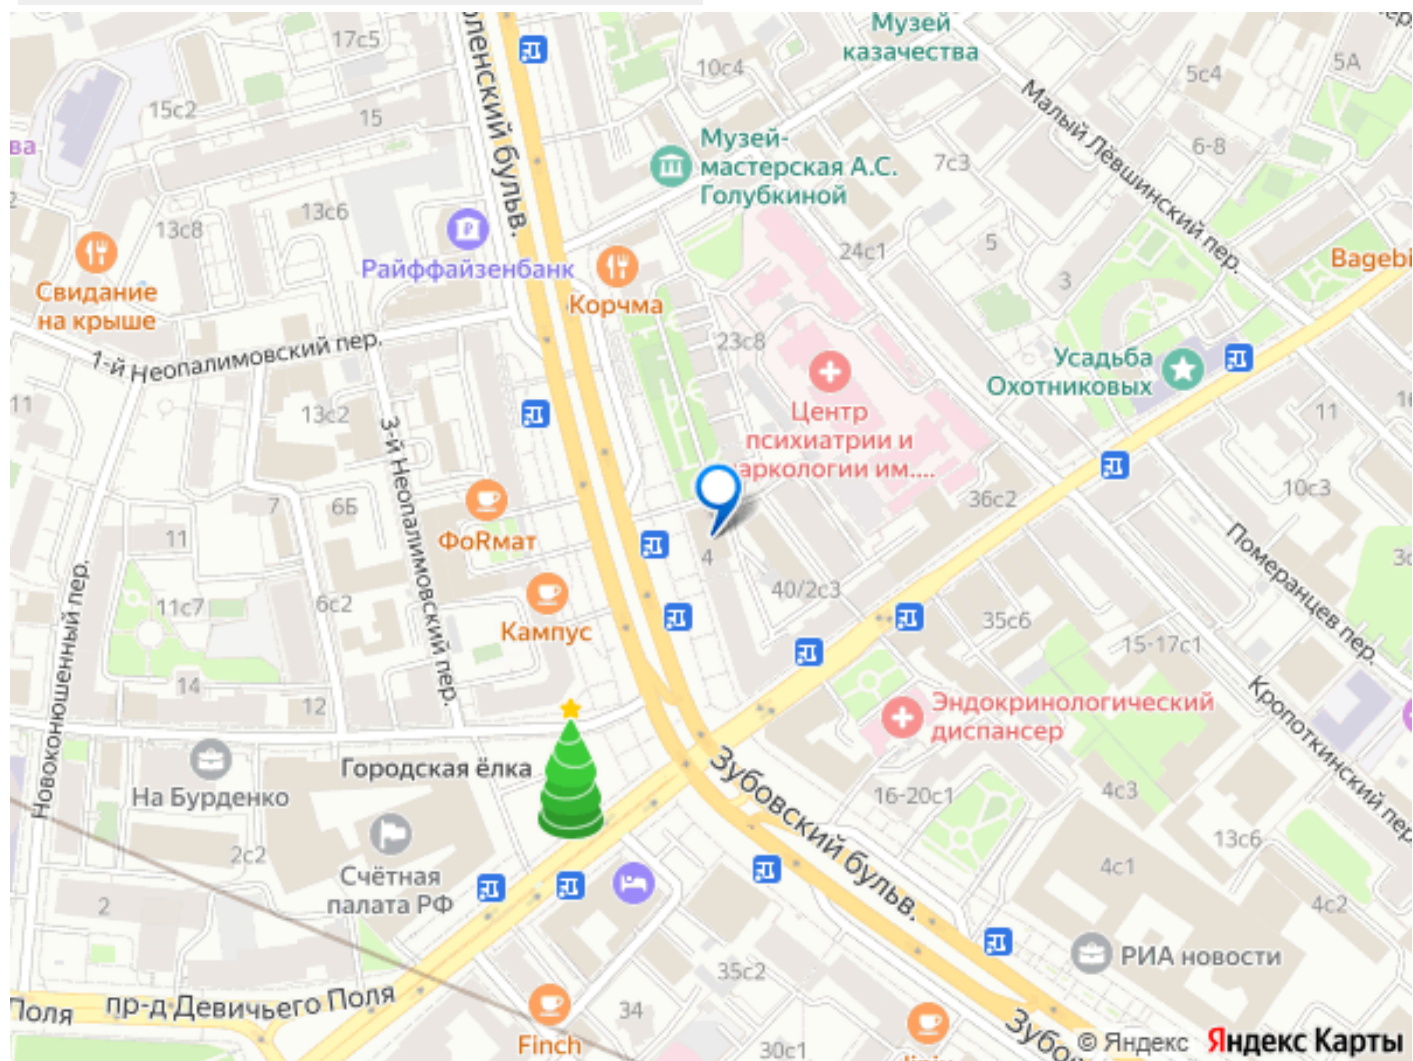 Музей
казачества
17с5
10с4
5с4
5А
15с2
15
Смоленский бульв.
Малый Лёвшинский пер.
Музей-
мастерская А.С.
Голубкиной
7с3
6-8
ва
13с6
13с8
24с1
5
3
Райффайзенбанк
Корчма
Bagebi
Свидание
на крыше
1-й Неопалимовский пер.
23с8
Усадьба
Охотниковых
Центр
психиатрии и
наркологии им....
11
13с2
3-й Неопалимовский пер.
11
36с2
10с3
7
6Б
ФоRмат
11
4
Померанцев пер.
40/2с3
11с7
6с2
Кампус
35с6
15-17с1
Новоконюшенный пер.
14
12
Эндокринологический
диспансер
Кропоткинский пер.
Городская ёлка
На Бурденко
Зубовский бульв.
16-20с1
4с3
13с6
2с2
Счётная
палата РФ
4с1
2
4с2
РИА новости
35с2
Поля
пр-д Девичьего Поля
34
Finch
30с1
Зубо
© Яндекс Яндекс Карты